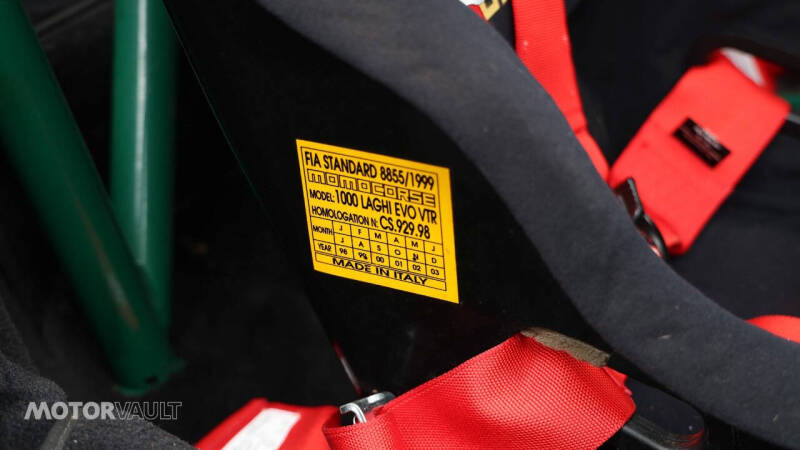 FIA STANDARD 8855/1999
MOMOCORSE
MODEL: 1000 LAGHI EVO VTR
HOMOLOGATION N: CS.929.98
MONTH J F M A M J
J A S O N D
YEAR 98 99 00 01 02 03
MADE IN ITALY
MOTORVAULT